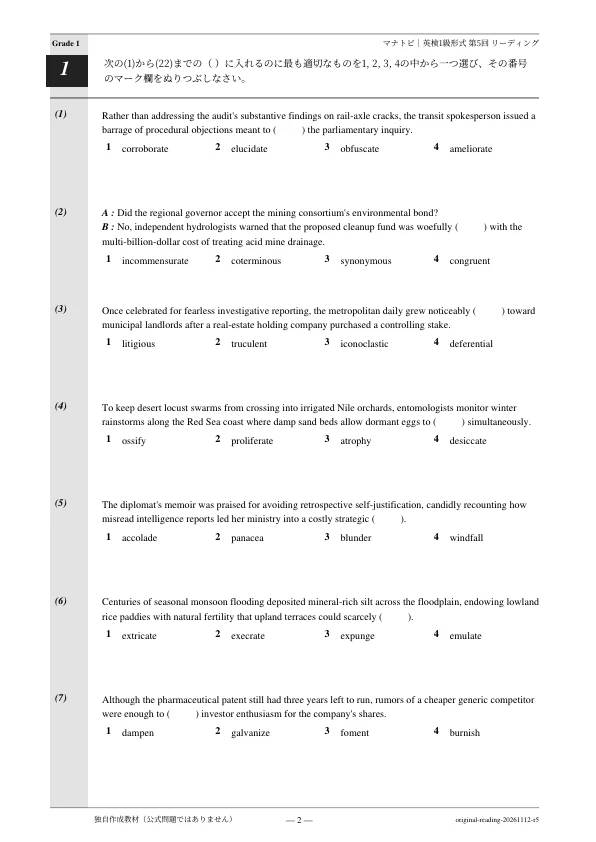 Grade 1
マナトビ｜英検1級形式 第5回 リーディング
1
次の(1)から(22)までの（ ）に入れるのに最も適切なものを1, 2, 3, 4の中から一つ選び、その番号
のマーク欄をぬりつぶしなさい。
(1)
Rather than addressing the audit's substantive findings on rail-axle cracks, the transit spokesperson issued a
barrage of procedural objections meant to (     ) the parliamentary inquiry.
1 corroborate 2 elucidate 3 obfuscate 4 ameliorate
(2)
A : Did the regional governor accept the mining consortium's environmental bond?
B : No, independent hydrologists warned that the proposed cleanup fund was woefully (     ) with the
multi-billion-dollar cost of treating acid mine drainage.
1 incommensurate 2 coterminous 3 synonymous 4 congruent
(3)
Once celebrated for fearless investigative reporting, the metropolitan daily grew noticeably (     ) toward
municipal landlords after a real-estate holding company purchased a controlling stake.
1 litigious 2 truculent 3 iconoclastic 4 deferential
(4)
To keep desert locust swarms from crossing into irrigated Nile orchards, entomologists monitor winter
rainstorms along the Red Sea coast where damp sand beds allow dormant eggs to (     ) simultaneously.
1 ossify 2 proliferate 3 atrophy 4 desiccate
(5)
The diplomat's memoir was praised for avoiding retrospective self-justification, candidly recounting how
misread intelligence reports led her ministry into a costly strategic (     ).
1 accolade 2 panacea 3 blunder 4 windfall
(6)
Centuries of seasonal monsoon flooding deposited mineral-rich silt across the floodplain, endowing lowland
rice paddies with natural fertility that upland terraces could scarcely (     ).
1 extricate 2 execrate 3 expunge 4 emulate
(7)
Although the pharmaceutical patent still had three years left to run, rumors of a cheaper generic competitor
were enough to (     ) investor enthusiasm for the company's shares.
1 dampen 2 galvanize 3 foment 4 burnish
独自作成教材（公式問題ではありません）
— 2 —
original-reading-20261112-r5